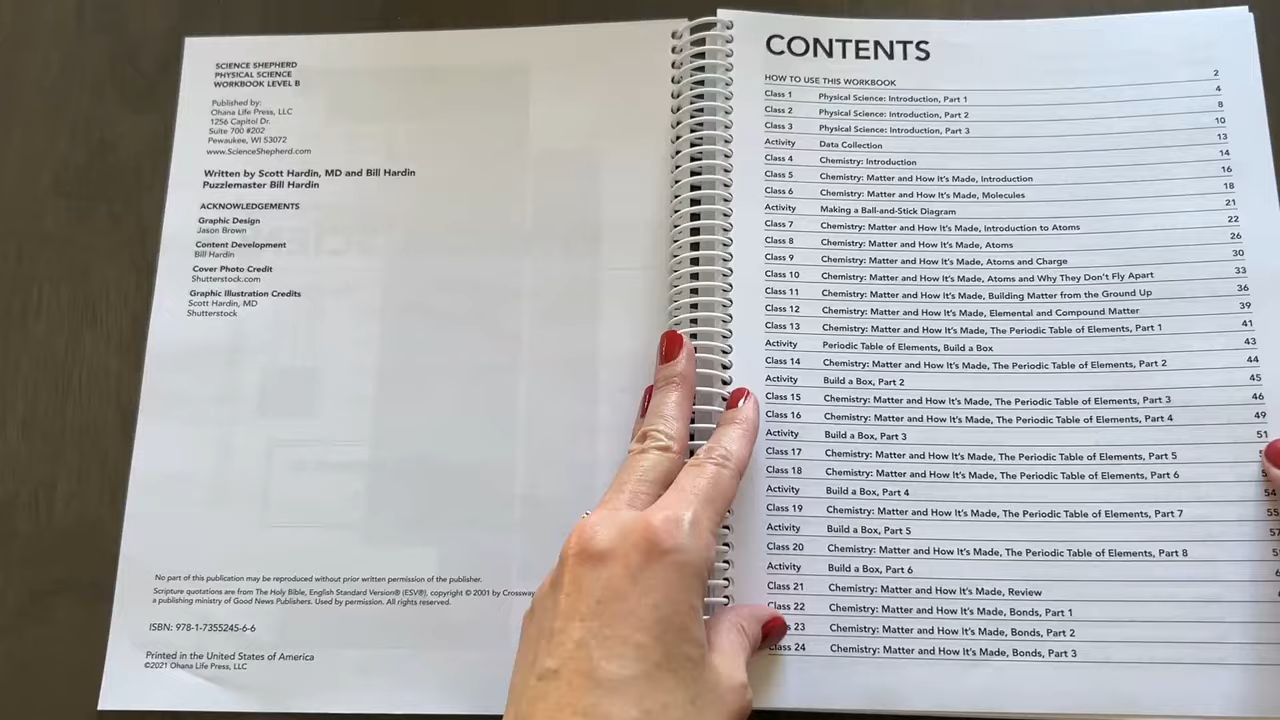 SCIENCE SHEPHERD
PHYSICAL SCIENCE
WORKBOOK LEVEL B
Published by:
Ohana Life Press, LLC
1256 Capitol Dr.
Suite 700 #202
Pewaukee, WI 53072
www.ScienceShepherd.com
Written by Scott Hardin, MD and Bill Hardin
Puzzlemaster Bill Hardin
ACKNOWLEDGEMENTS
Graphic Design
Jason Brown
Content Development
Bill Hardin
Cover Photo Credit
Shutterstock.com
Graphic Illustration Credits
Scott Hardin, MD
Shutterstock
No part of this publication may be reproduced without prior written permission of the publisher.
Scripture quotations are from The Holy Bible, English Standard Version® (ESV®), copyright © 2001 by Crossway
a publishing ministry of Good News Publishers. Used by permission. All rights reserved.
ISBN: 978-1-7355245-6-6
Printed in the United States of America
©2021 Ohana Life Press, LLC
CONTENTS
HOW TO USE THIS WORKBOOK 2
Class 1 Physical Science: Introduction, Part 1 4
Class 2 Physical Science: Introduction, Part 2 8
Class 3 Physical Science: Introduction, Part 3 10
Activity Data Collection 13
Class 4 Chemistry: Introduction 14
Class 5 Chemistry: Matter and How It's Made, Introduction 16
Class 6 Chemistry: Matter and How It's Made, Molecules 18
Activity Making a Ball-and-Stick Diagram 21
Class 7 Chemistry: Matter and How It's Made, Introduction to Atoms 22
Class 8 Chemistry: Matter and How It's Made, Atoms 26
Class 9 Chemistry: Matter and How It's Made, Atoms and Charge 30
Class 10 Chemistry: Matter and How It's Made, Atoms and Why They Don't Fly Apart 33
Class 11 Chemistry: Matter and How It's Made, Building Matter from the Ground Up 36
Class 12 Chemistry: Matter and How It's Made, Elemental and Compound Matter 39
Class 13 Chemistry: Matter and How It's Made, The Periodic Table of Elements, Part 1 41
Activity Periodic Table of Elements, Build a Box 43
Class 14 Chemistry: Matter and How It's Made, The Periodic Table of Elements, Part 2 44
Activity Build a Box, Part 2 45
Class 15 Chemistry: Matter and How It's Made, The Periodic Table of Elements, Part 3 46
Class 16 Chemistry: Matter and How It's Made, The Periodic Table of Elements, Part 4 49
Activity Build a Box, Part 3 51
Class 17 Chemistry: Matter and How It's Made, The Periodic Table of Elements, Part 5
Class 18 Chemistry: Matter and How It's Made, The Periodic Table of Elements, Part 6
Activity Build a Box, Part 4 54
Class 19 Chemistry: Matter and How It's Made, The Periodic Table of Elements, Part 7 55
Activity Build a Box, Part 5 57
Class 20 Chemistry: Matter and How It's Made, The Periodic Table of Elements, Part 8
Activity Build a Box, Part 6
Class 21 Chemistry: Matter and How It's Made, Review
Class 22 Chemistry: Matter and How It's Made, Bonds, Part 1
23 Chemistry: Matter and How It's Made, Bonds, Part 2
Class 24 Chemistry: Matter and How It's Made, Bonds, Part 3